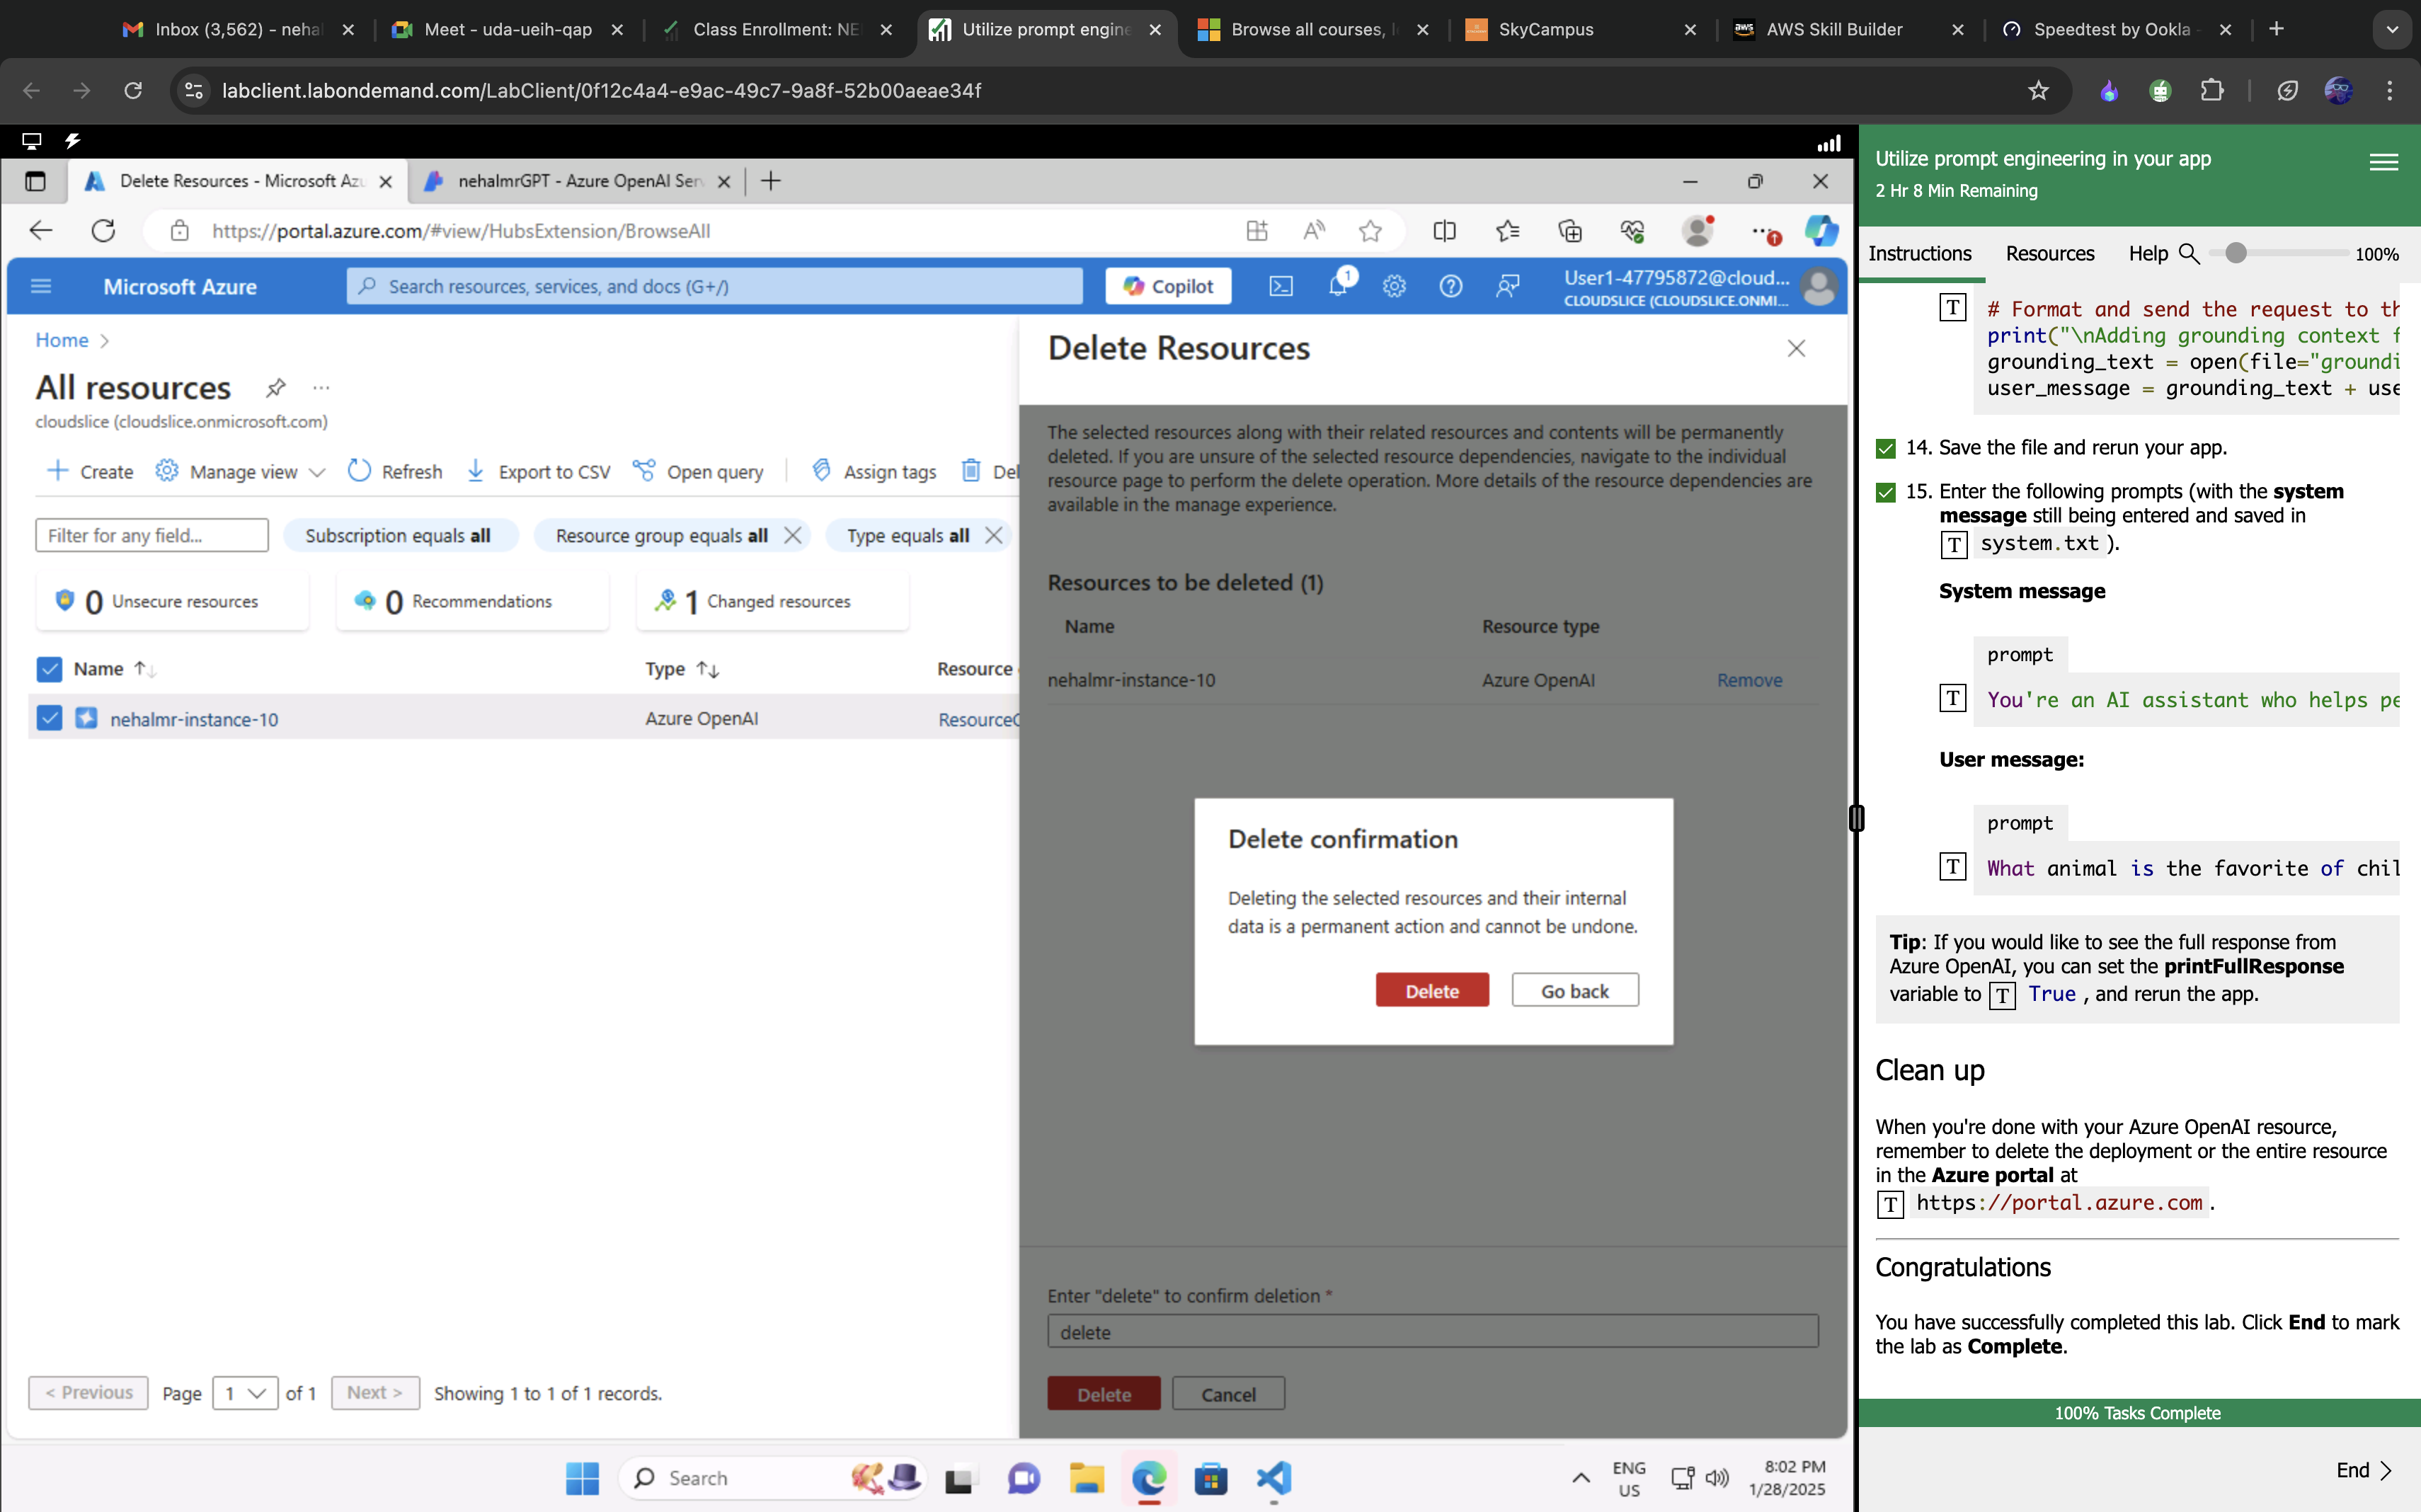 Inbox (3,562) - neha
Meet - uda-ueih-qap
Class Enrollment: NE
Utilize prompt engine
Browse all courses, l
SkyCampus
aws
AWS Skill Builder
Speedtest by Ookla -
labclient.labondemand.com/LabClient/0f12c4a4-e9ac-49c7-9a8f-52b00aeae34f
Delete Resources - Microsoft Azu
nehalmrGPT - Azure OpenAI Serv
https://portal.azure.com/#view/HubsExtension/BrowseAll
Microsoft Azure
Search resources, services, and docs (G+/)
Copilot
1
User1-47795872@cloud...
CLOUDSLICE (CLOUDSLICE.ONMI...
Home
All resources
cloudslice (cloudslice.onmicrosoft.com)
Create
Manage view
Refresh
Export to CSV
Open query
Assign tags
Del
Filter for any field...
Subscription equals all
Resource group equals all
Type equals all
0 Unsecure resources
0 Recommendations
1 Changed resources
Name
Type
Resource
nehalmr-instance-10
Azure OpenAI
ResourceG
< Previous
Page
1
of 1
Next >
Showing 1 to 1 of 1 records.
Delete Resources
The selected resources along with their related resources and contents will be permanently
deleted. If you are unsure of the selected resource dependencies, navigate to the individual
resource page to perform the delete operation. More details of the resource dependencies are
available in the manage experience.
Resources to be deleted (1)
Name
Resource type
nehalmr-instance-10
Azure OpenAI
Remove
Delete confirmation
Deleting the selected resources and their internal
data is a permanent action and cannot be undone.
Delete
Go back
Enter "delete" to confirm deletion *
delete
Delete
Cancel
Search
ENG
US
8:02 PM
1/28/2025
Utilize prompt engineering in your app
2 Hr 8 Min Remaining
Instructions
Resources
Help
100%
T
# Format and send the request to th
print("\nAdding grounding context f
grounding_text = open(file="groundi
user_message = grounding_text + use
14. Save the file and rerun your app.
15. Enter the following prompts (with the system
message still being entered and saved in
T system.txt ).
System message
prompt
T You're an AI assistant who helps pe
User message:
prompt
T What animal is the favorite of chil
Tip: If you would like to see the full response from
Azure OpenAI, you can set the printFullResponse
variable to T True , and rerun the app.
Clean up
When you're done with your Azure OpenAI resource,
remember to delete the deployment or the entire resource
in the Azure portal at
T https://portal.azure.com .
Congratulations
You have successfully completed this lab. Click End to mark
the lab as Complete.
100% Tasks Complete
End